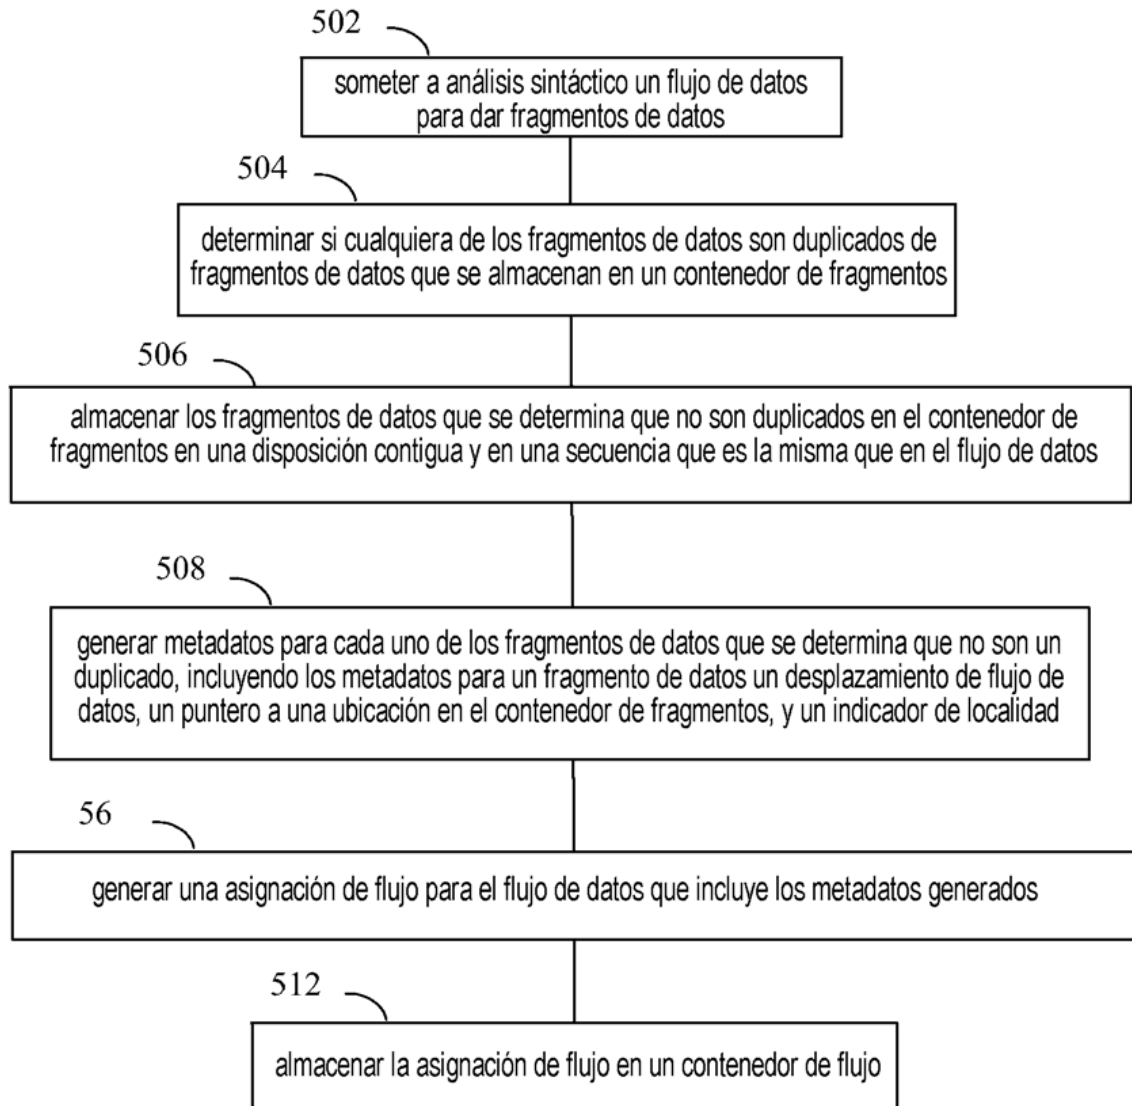 502
someter a análisis sintáctico un flujo de datos
para dar fragmentos de datos
504
determinar si cualquiera de los fragmentos de datos son duplicados de
fragmentos de datos que se almacenan en un contenedor de fragmentos
506
almacenar los fragmentos de datos que se determina que no son duplicados en el contenedor de
fragmentos en una disposición contigua y en una secuencia que es la misma que en el flujo de datos
508
generar metadatos para cada uno de los fragmentos de datos que se determina que no son un
duplicado, incluyendo los metadatos para un fragmento de datos un desplazamiento de flujo de
datos, un puntero a una ubicación en el contenedor de fragmentos, y un indicador de localidad
56
generar una asignación de flujo para el flujo de datos que incluye los metadatos generados
512
almacenar la asignación de flujo en un contenedor de flujo